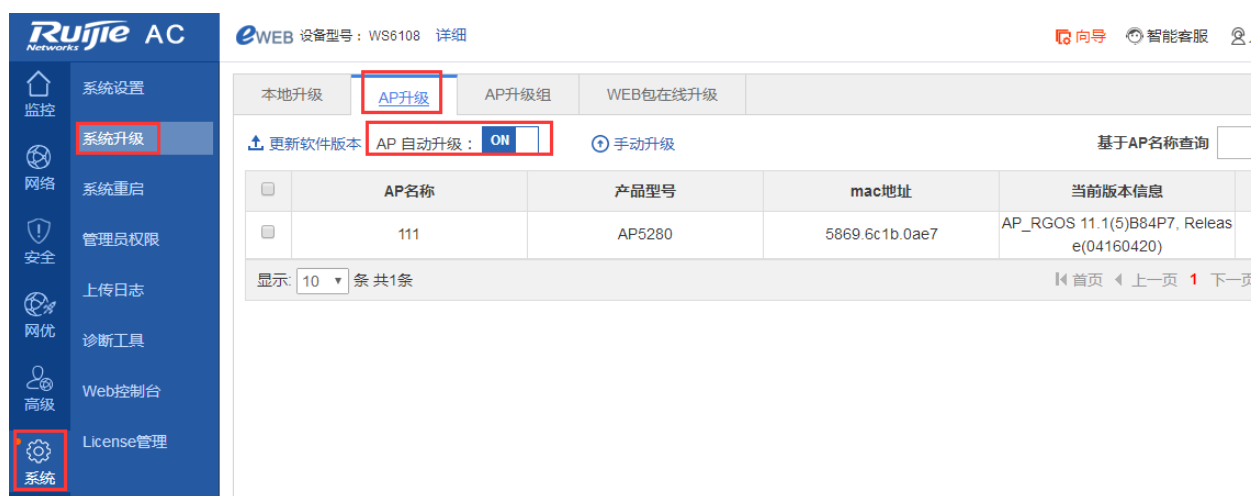 Ruijie Networks AC
eWEB 设备型号：WS6108 详细
向导 智能客服
监控
网络
安全
网优
高级
系统
系统设置
系统升级
系统重启
管理员权限
上传日志
诊断工具
Web控制台
License管理
本地升级 AP升级 AP升级组 WEB包在线升级
更新软件版本 AP 自动升级： ON 手动升级 基于AP名称查询
AP名称 产品型号 mac地址 当前版本信息
111 AP5280 5869.6c1b.0ae7 AP_RGOS 11.1(5)B84P7, Releas
e(04160420)
显示: 10 条 共1条 首页 上一页 1 下一页